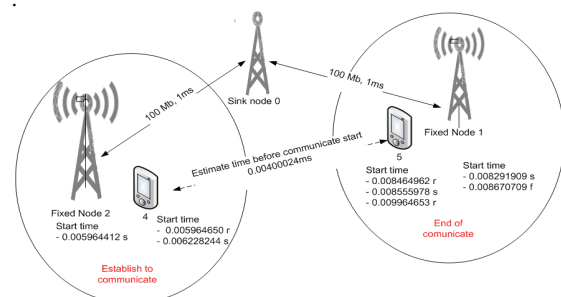 Sink node 0
100 Mb, 1ms
100 Mb, 1ms
Fixed Node 1
Estimate time before communicate start
0.00400024ms
5
Start time
- 0.008464962 r
- 0.008555978 s
- 0.009964653 r
Start time
- 0.008291909 s
- 0.008670709 f
End of
comunicate
Fixed Node 2
Start time
- 0.005964412 s
4
Start time
- 0.005964650 r
- 0.006228244 s
Establish to
communicate